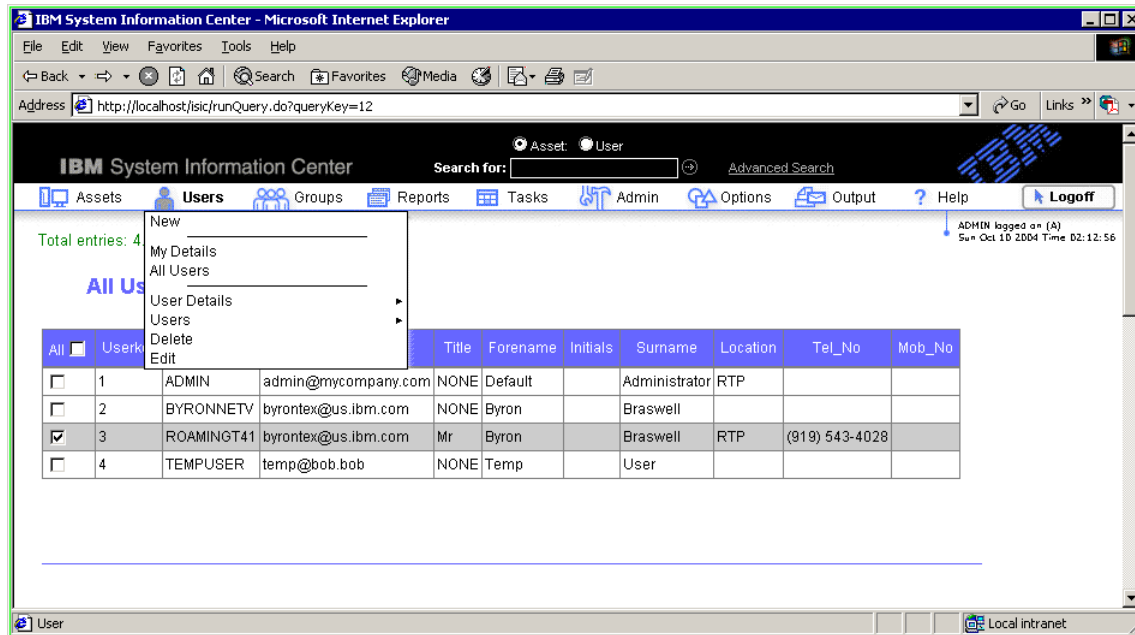 IBM System Information Center - Microsoft Internet Explorer
File Edit View Favorites Tools Help
Back Search Favorites Media
Address http://localhost/isic/runQuery.do?queryKey=12 Go Links »
Asset: User
IBM System Information Center Search for: Advanced Search IBM
Assets Users Groups Reports Tasks Admin Options Output ? Help Logoff
ADMIN logged on (A)
Sun Oct 10 2004 Time 02:12:56
Total entries: 4
All Us
New
My Details
All Users
User Details
Users
Delete
Edit
All Userk Title Forename Initials Surname Location Tel_No Mob_No
1 ADMIN admin@mycompany.com NONE Default Administrator RTP
2 BYRONNETV byrontex@us.ibm.com NONE Byron Braswell
3 ROAMINGT41 byrontex@us.ibm.com Mr Byron Braswell RTP (919) 543-4028
4 TEMPUSER temp@bob.bob NONE Temp User
User Local intranet